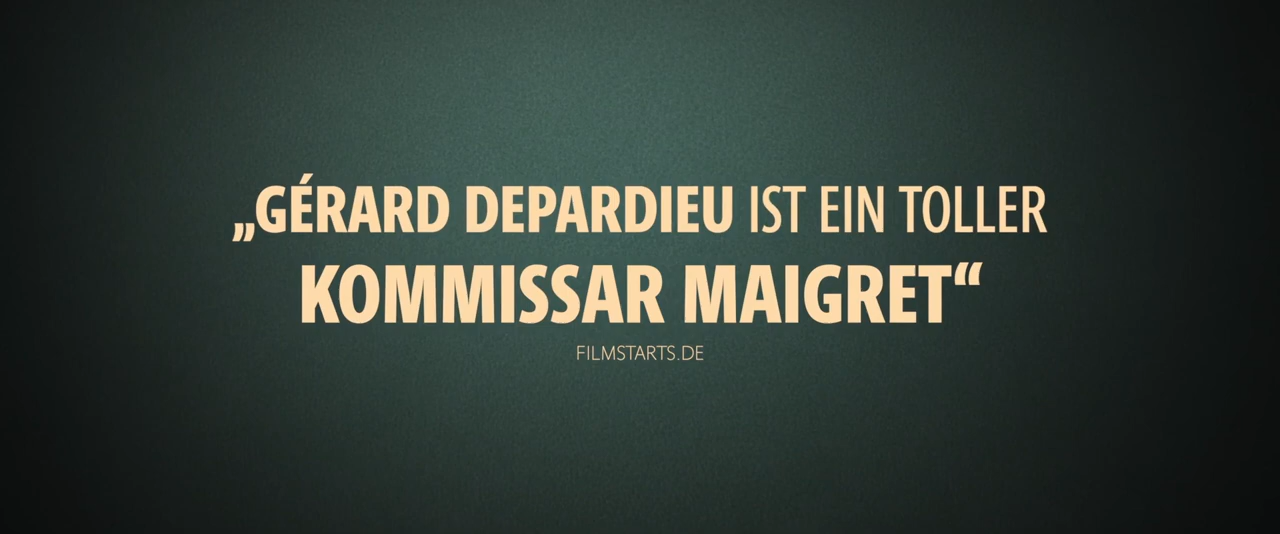 „GÉRARD DEPARDIEU IST EIN TOLLER
KOMMISSAR MAIGRET“
FILMSTARTS.DE